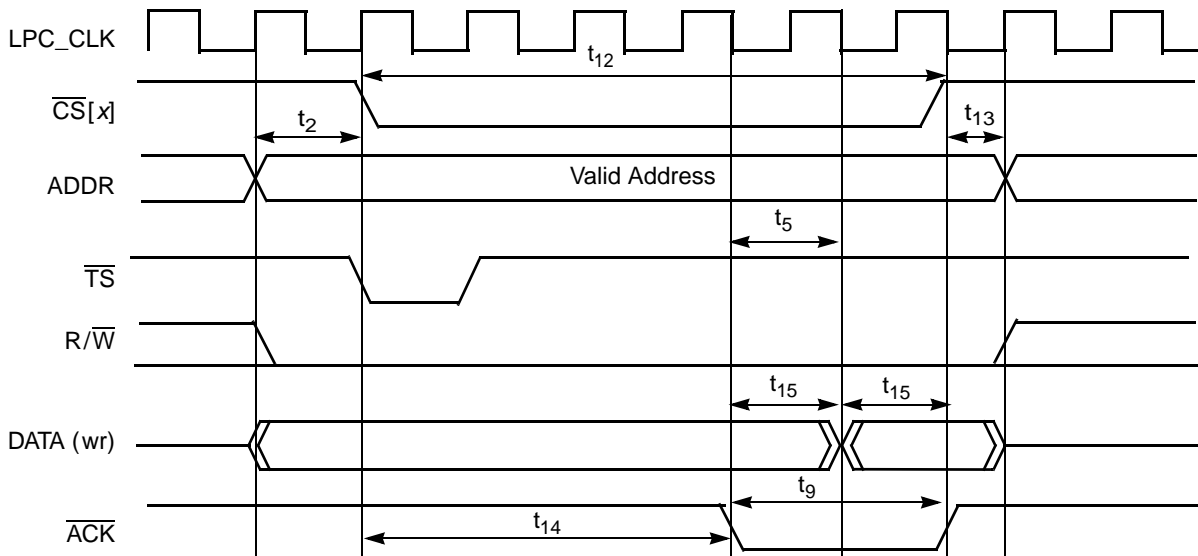 LPC_CLK
t12
CS[x]
t2
t13
ADDR
Valid Address
t5
TS
R/W
t15 t15
DATA (wr)
t9
t14
ACK